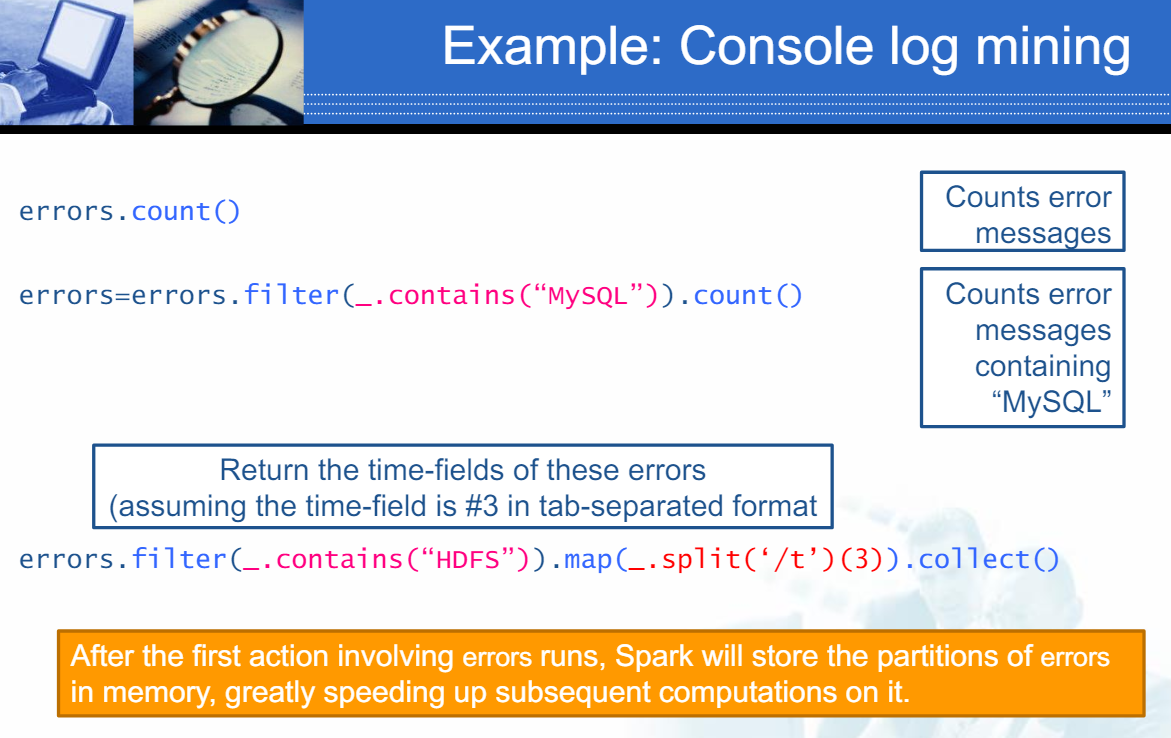 Example: Console log mining
errors.count()
Counts error
messages
errors=errors.filter(_.contains(“MySQL”)).count()
Counts error
messages
containing
“MySQL”
Return the time-fields of these errors
(assuming the time-field is #3 in tab-separated format
errors.filter(_.contains(“HDFS”)).map(_.split(‘/t’)(3)).collect()
After the first action involving errors runs, Spark will store the partitions of errors
in memory, greatly speeding up subsequent computations on it.